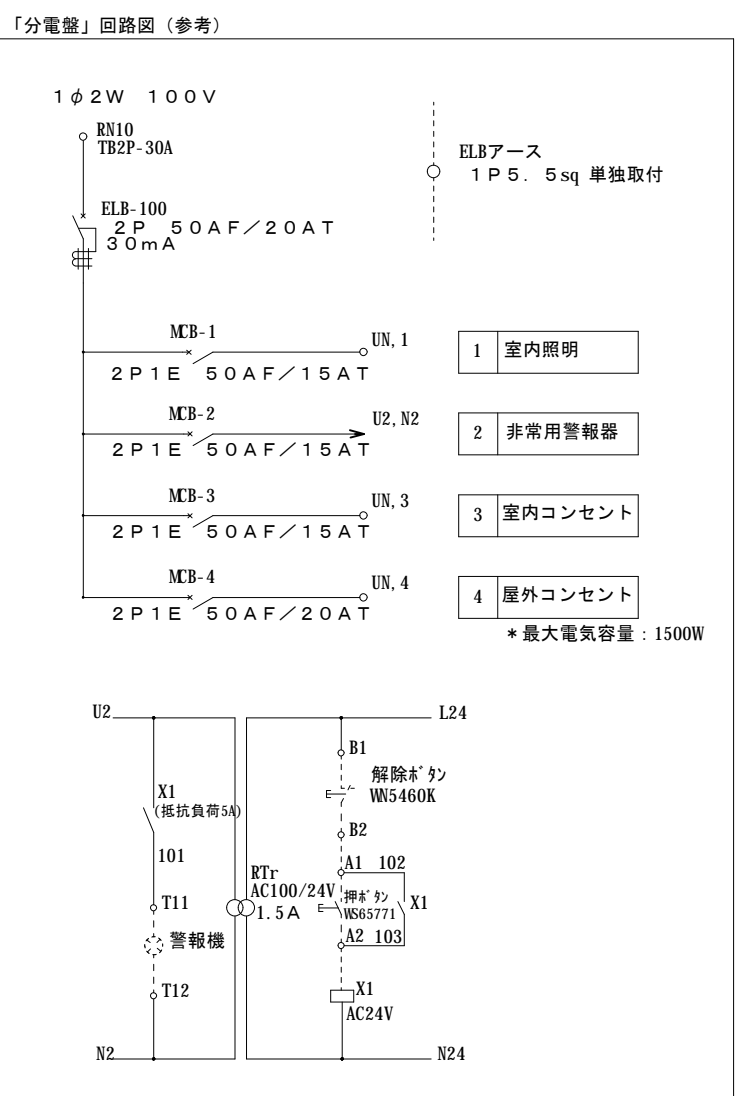 「分電盤」回路図（参考）
１φ２Ｗ　１００Ｖ
RN10
TB2P-30A
ELBアース
１Ｐ５．５sq 単独取付
ELB-100
２Ｐ　５０ＡＦ／２０ＡＴ
３０ｍＡ
MCB-1
UN,1
２Ｐ１Ｅ　５０ＡＦ／１５ＡＴ
1 室内照明
MCB-2
U2,N2
２Ｐ１Ｅ　５０ＡＦ／１５ＡＴ
2 非常用警報器
MCB-3
UN,3
２Ｐ１Ｅ　５０ＡＦ／１５ＡＴ
3 室内コンセント
MCB-4
UN,4
２Ｐ１Ｅ　５０ＡＦ／２０ＡＴ
4 屋外コンセント
＊最大電気容量：1500W
U2
X1
(抵抗負荷5A)
101
T11
警報機
T12
N2
RTr
AC100/24V
1.5A
L24
B1
解除ﾎﾞﾀﾝ
WN5460K
B2
A1 102
押ﾎﾞﾀﾝ
WS65771
X1
A2 103
X1
AC24V
N24